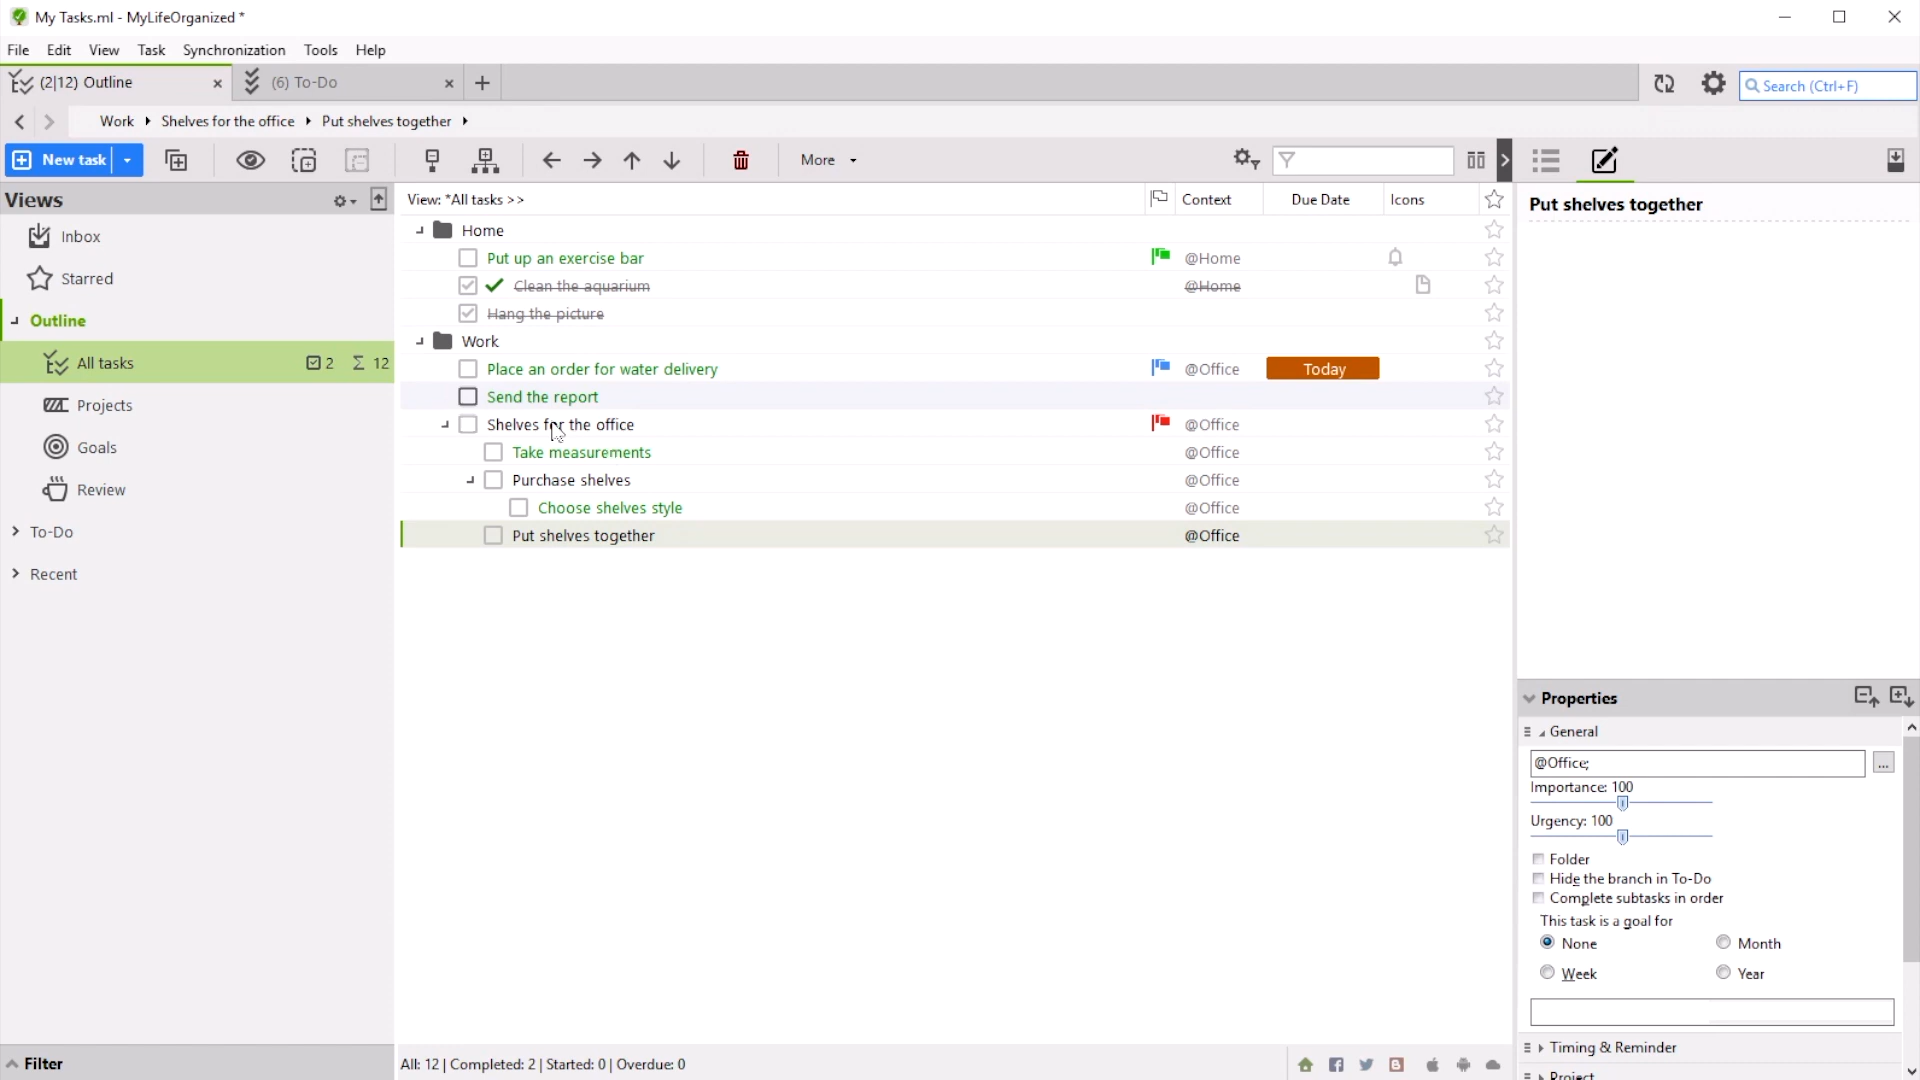 My Tasks.ml - MyLifeOrganized *
File Edit View Task Synchronization Tools Help
(2|12) Outline
(6) To-Do
Search (Ctrl+F)
Work Shelves for the office Put shelves together
New task
More
Views
View: *All tasks >>
Context
Due Date
Icons
Put shelves together
Inbox
Starred
Outline
All tasks 2 Σ 12
Projects
Goals
Review
To-Do
Recent
Home
Put up an exercise bar @Home
Clean the aquarium @Home
Hang the picture
Work
Place an order for water delivery @Office Today
Send the report
Shelves for the office @Office
Take measurements @Office
Purchase shelves @Office
Choose shelves style @Office
Put shelves together @Office
Properties
General
@Office; ...
Importance: 100
Urgency: 100
Folder
Hide the branch in To-Do
Complete subtasks in order
This task is a goal for
None Month
Week Year
Timing & Reminder
Project
Filter
All: 12 | Completed: 2 | Started: 0 | Overdue: 0